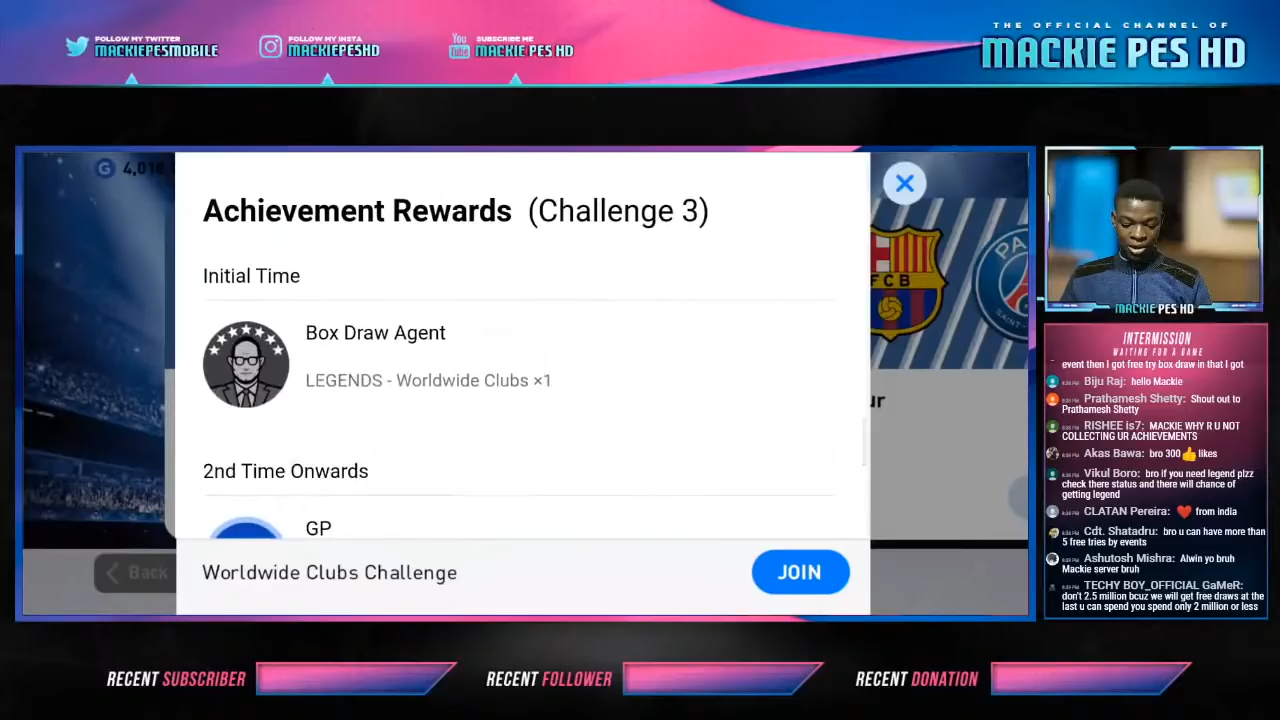 FOLLOW MY TWITTER
MACKIEPESMOBILE
FOLLOW MY INSTA
MACKIEPESHD
You
Tube
SUBSCRIBE ME
MACKIE PES HD
THE OFFICIAL CHANNEL OF
MACKIE PES HD
Achievement Rewards (Challenge 3)
Initial Time
Box Draw Agent
LEGENDS - Worldwide Clubs ×1
2nd Time Onwards
GP
Worldwide Clubs Challenge
JOIN
Back
FCB
MACKIE PES HD
INTERMISSION
WAITING FOR A GAME
event then I got free try box draw in that I got
Biju Raj: hello Mackie
Prathamesh Shetty: Shout out to
Prathamesh Shetty
RISHEE is7: MACKIE WHY R U NOT
COLLECTING UR ACHIEVEMENTS
Akas Bawa: bro 300👍likes
Vikul Boro: bro if you need legend plzz
check there status and there will chance of
getting legend
CLATAN Pereira: ❤️ from india
Cdt. Shatadru: bro u can have more than
5 free tries by events
Ashutosh Mishra: Alwin yo bruh
Mackie server bruh
TECHY BOY_OFFICIAL GaMeR:
don't 2.5 million bcuz we will get free draws at the
last u can spend you spend only 2 million or less
RECENT SUBSCRIBER
RECENT FOLLOWER
RECENT DONATION